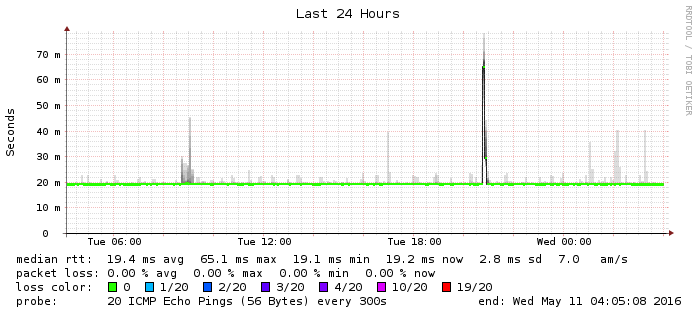 Last 24 Hours
RRDTOOL / TOBI OETIKER
Seconds
70 m
60 m
50 m
40 m
30 m
20 m
10 m
0
Tue 06:00 Tue 12:00 Tue 18:00 Wed 00:00
median rtt: 19.4 ms avg 65.1 ms max 19.1 ms min 19.2 ms now 2.8 ms sd 7.0 am/s
packet loss: 0.00 % avg 0.00 % max 0.00 % min 0.00 % now
loss color: 0 1/20 2/20 3/20 4/20 10/20 19/20
probe: 20 ICMP Echo Pings (56 Bytes) every 300s end: Wed May 11 04:05:08 2016